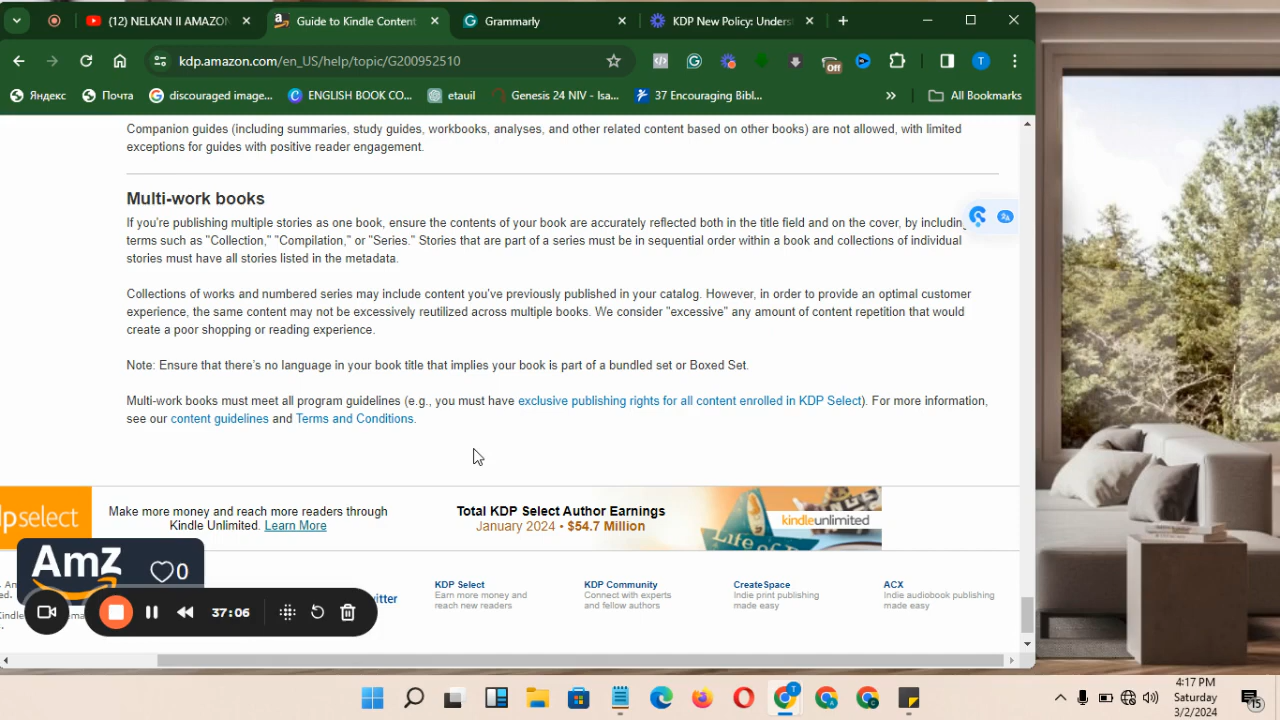 (12) NELKAN II AMAZON
Guide to Kindle Content
Grammarly
KDP New Policy: Underst
kdp.amazon.com/en_US/help/topic/G200952510
Off
T
Яндекс
Почта
discouraged image...
ENGLISH BOOK CO...
etauil
Genesis 24 NIV - Isa...
37 Encouraging Bibl...
»
All Bookmarks
Companion guides (including summaries, study guides, workbooks, analyses, and other related content based on other books) are not allowed, with limited
exceptions for guides with positive reader engagement.
Multi-work books
If you're publishing multiple stories as one book, ensure the contents of your book are accurately reflected both in the title field and on the cover, by including
terms such as "Collection," "Compilation," or "Series." Stories that are part of a series must be in sequential order within a book and collections of individual
stories must have all stories listed in the metadata.
Collections of works and numbered series may include content you've previously published in your catalog. However, in order to provide an optimal customer
experience, the same content may not be excessively reutilized across multiple books. We consider "excessive" any amount of content repetition that would
create a poor shopping or reading experience.
Note: Ensure that there's no language in your book title that implies your book is part of a bundled set or Boxed Set.
Multi-work books must meet all program guidelines (e.g., you must have exclusive publishing rights for all content enrolled in KDP Select). For more information,
see our content guidelines and Terms and Conditions.
dp select
Make more money and reach more readers through
Kindle Unlimited. Learn More
Total KDP Select Author Earnings
January 2024 • $54.7 Million
Life of
kindleunlimited
Amz
0
37:06
witter
KDP Select
Earn more money and
reach new readers
KDP Community
Connect with experts
and fellow authors
CreateSpace
Indie print publishing
made easy
ACX
Indie audiobook publishing
made easy
4:17 PM
Saturday
3/2/2024
15